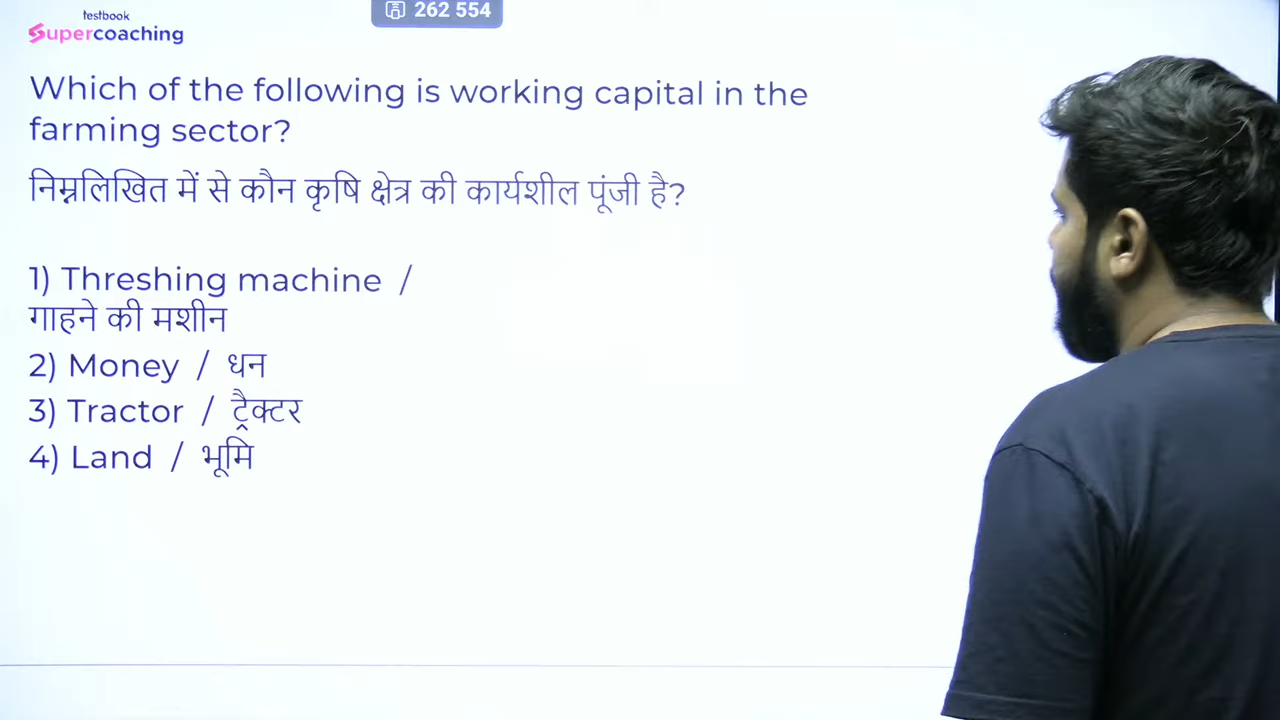 testbook
Supercoaching
262 554
Which of the following is working capital in the
farming sector?
निम्नलिखित में से कौन कृषि क्षेत्र की कार्यशील पूंजी है?
1) Threshing machine /
गाहने की मशीन
2) Money / धन
3) Tractor / ट्रैक्टर
4) Land / भूमि